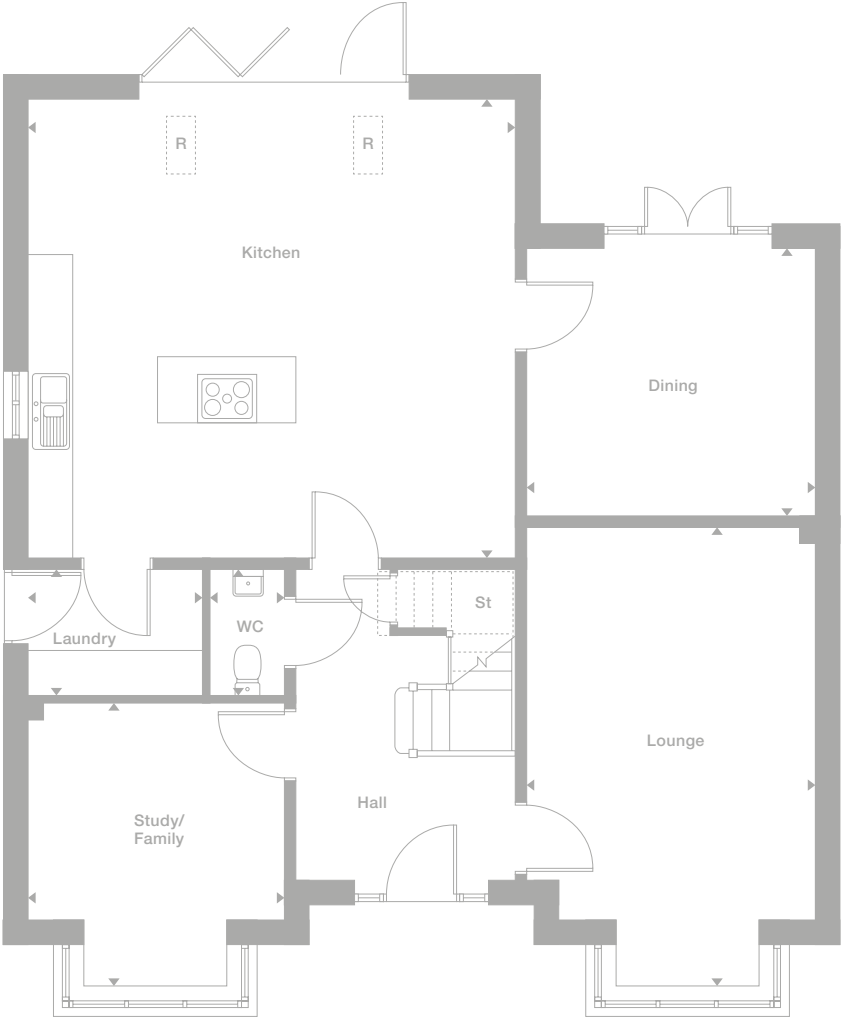 R
R
Kitchen
Dining
St
WC
Laundry
Lounge
Hall
Study/
Family